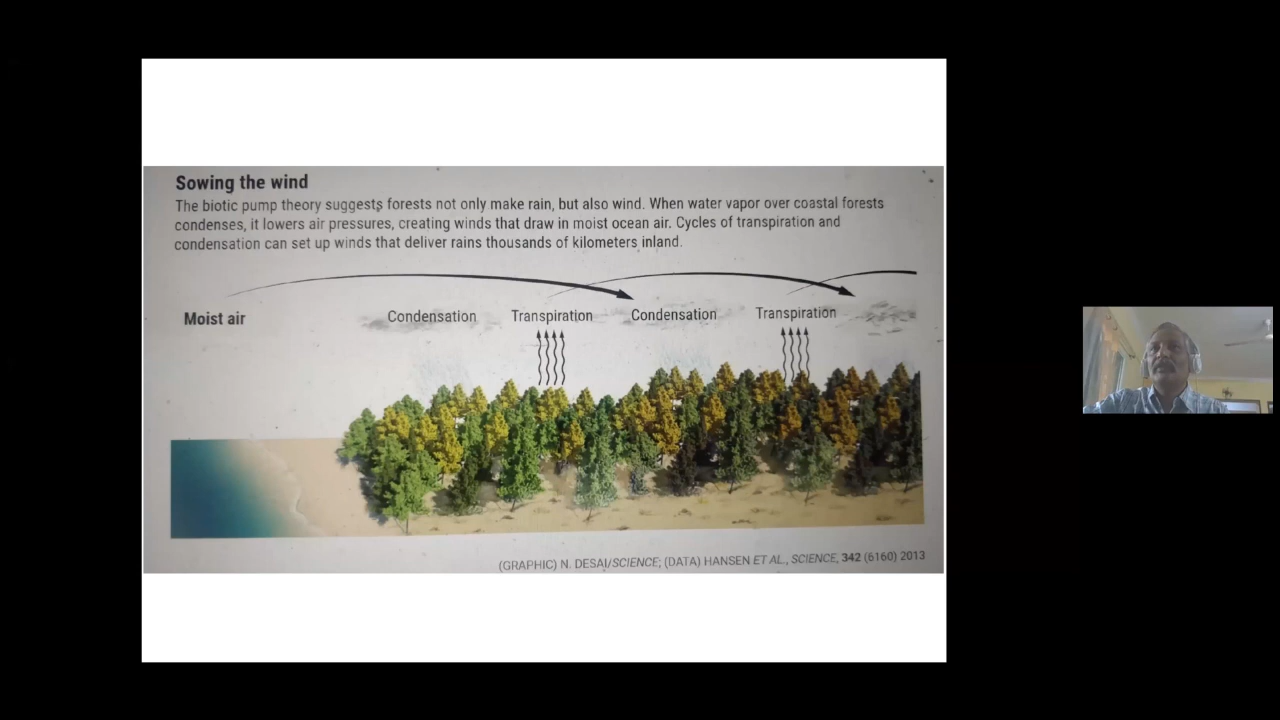 Sowing the wind
The biotic pump theory suggests forests not only make rain, but also wind. When water vapor over coastal forests
condenses, it lowers air pressures, creating winds that draw in moist ocean air. Cycles of transpiration and
condensation can set up winds that deliver rains thousands of kilometers inland.
Moist air
Condensation
Transpiration
Condensation
Transpiration
(GRAPHIC) N. DESAI/SCIENCE; (DATA) HANSEN ET AL., SCIENCE, 342 (6160) 2013